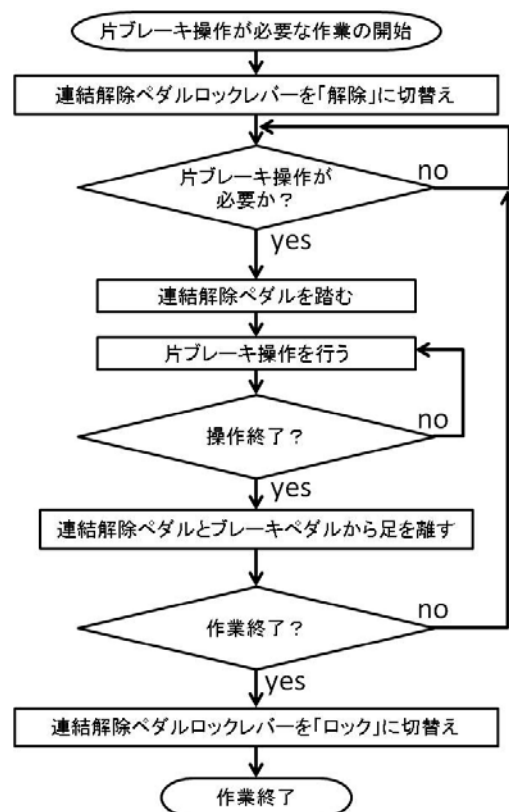 片ブレーキ操作が必要な作業の開始
連結解除ペダルロックレバーを「解除」に切替え
片ブレーキ操作が
必要か？
no
yes
連結解除ペダルを踏む
片ブレーキ操作を行う
操作終了？
no
yes
連結解除ペダルとブレーキペダルから足を離す
作業終了？
no
yes
連結解除ペダルロックレバーを「ロック」に切替え
作業終了